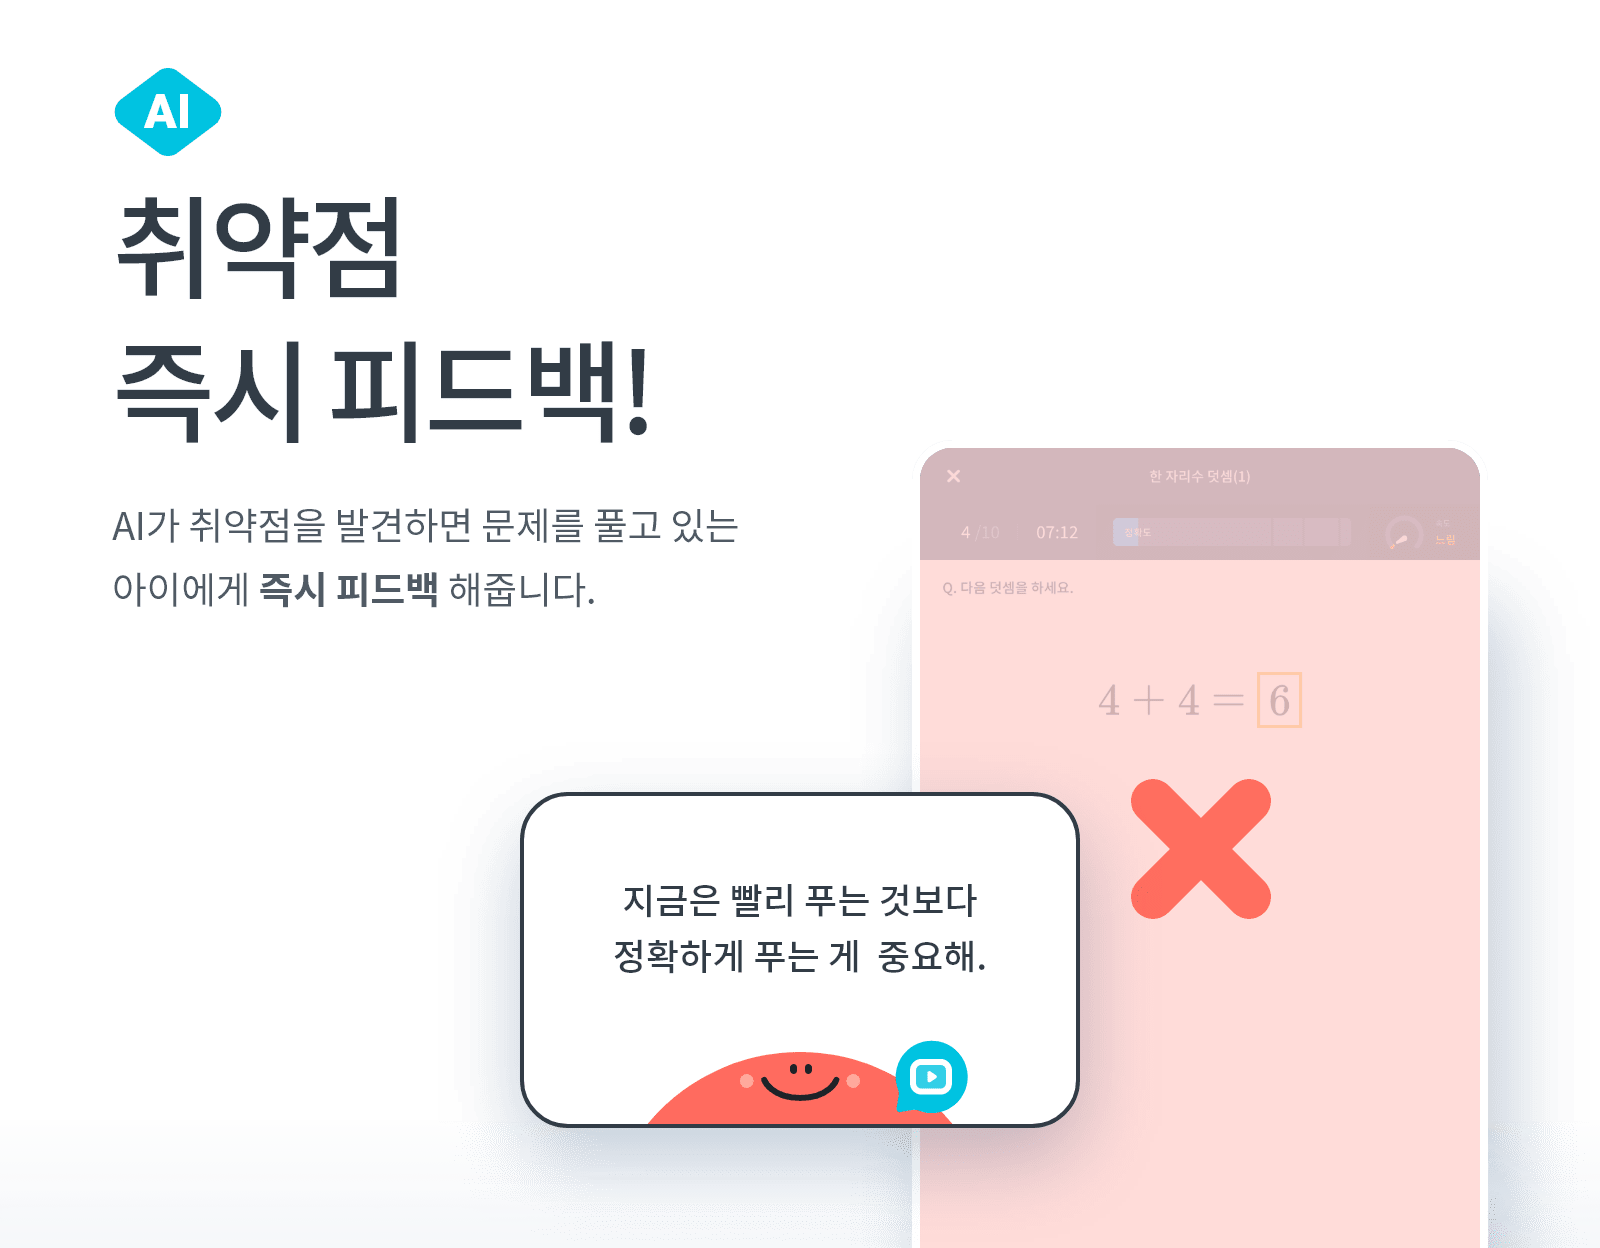 AI
취약점
즉시 피드백!
AI가 취약점을 발견하면 문제를 풀고 있는
아이에게 즉시 피드백 해줍니다.
한 자리수 덧셈(1)
4 /10 07:12 정확도 속도
느림
Q. 다음 덧셈을 하세요.
4 + 4 = 6
지금은 빨리 푸는 것보다
정확하게 푸는 게 중요해.